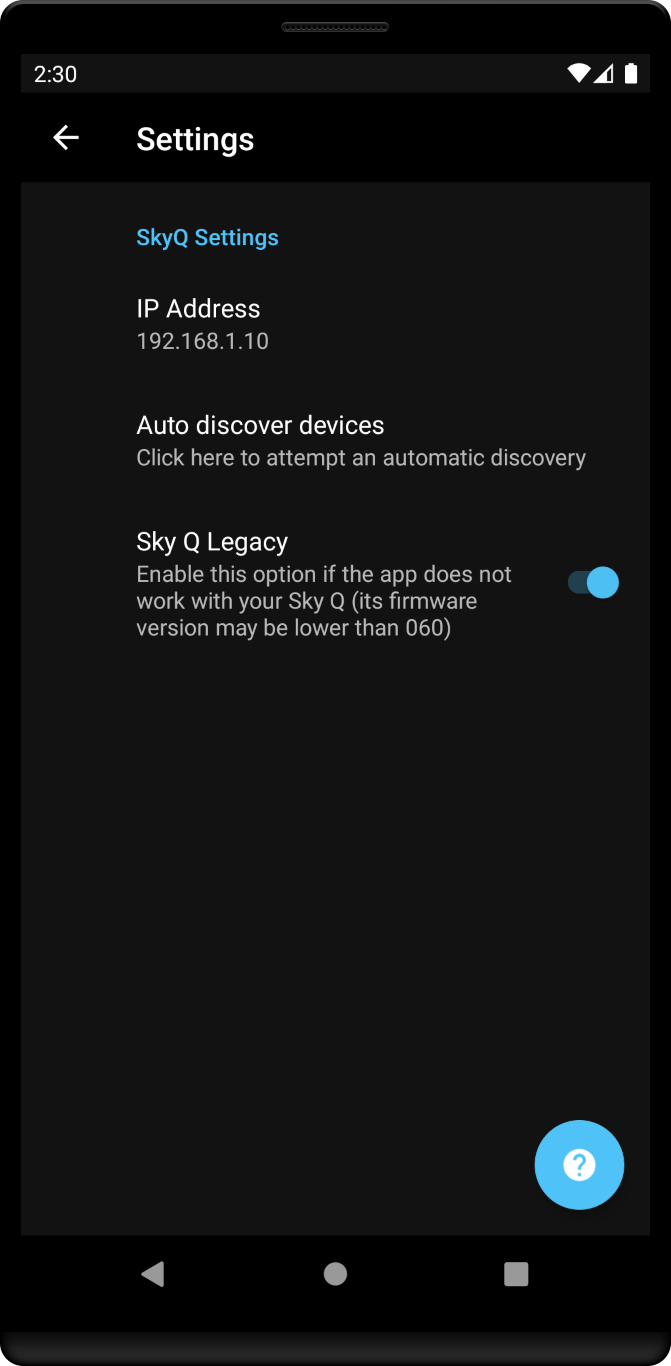 2:30
Settings
SkyQ Settings
IP Address
192.168.1.10
Auto discover devices
Click here to attempt an automatic discovery
Sky Q Legacy
Enable this option if the app does not
work with your Sky Q (its firmware
version may be lower than 060)
?